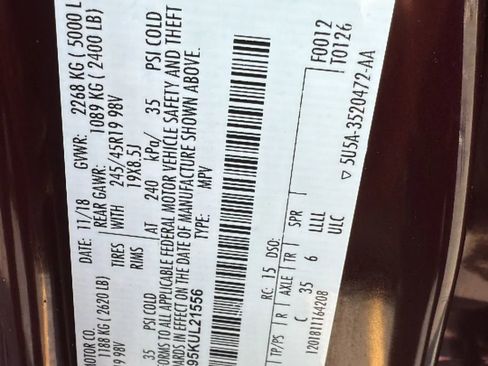 MOTOR CO.
DATE: 11/18 GVWR: 2268 KG ( 5000 L
1188 KG ( 2620 LB) REAR GAWR: 1089 KG ( 2400 LB)
19 98V TIRES WITH 245/45R19 98V
RIMS 19X8.5J
35 PSI COLD AT 240 kPa/ 35 PSI COLD
FORMS TO ALL APPLICABLE FEDERAL MOTOR VEHICLE SAFETY AND THEFT
ARDS IN EFFECT ON THE DATE OF MANUFACTURE SHOWN ABOVE.
95KUL21556 TYPE: MPV
F0012
T0126
RC: 15 DSO:
TP/PS R AXLE TR SPR
C 35 6 LLLL
1201811164208 ULC
▽ 5U5A-3520472-AA